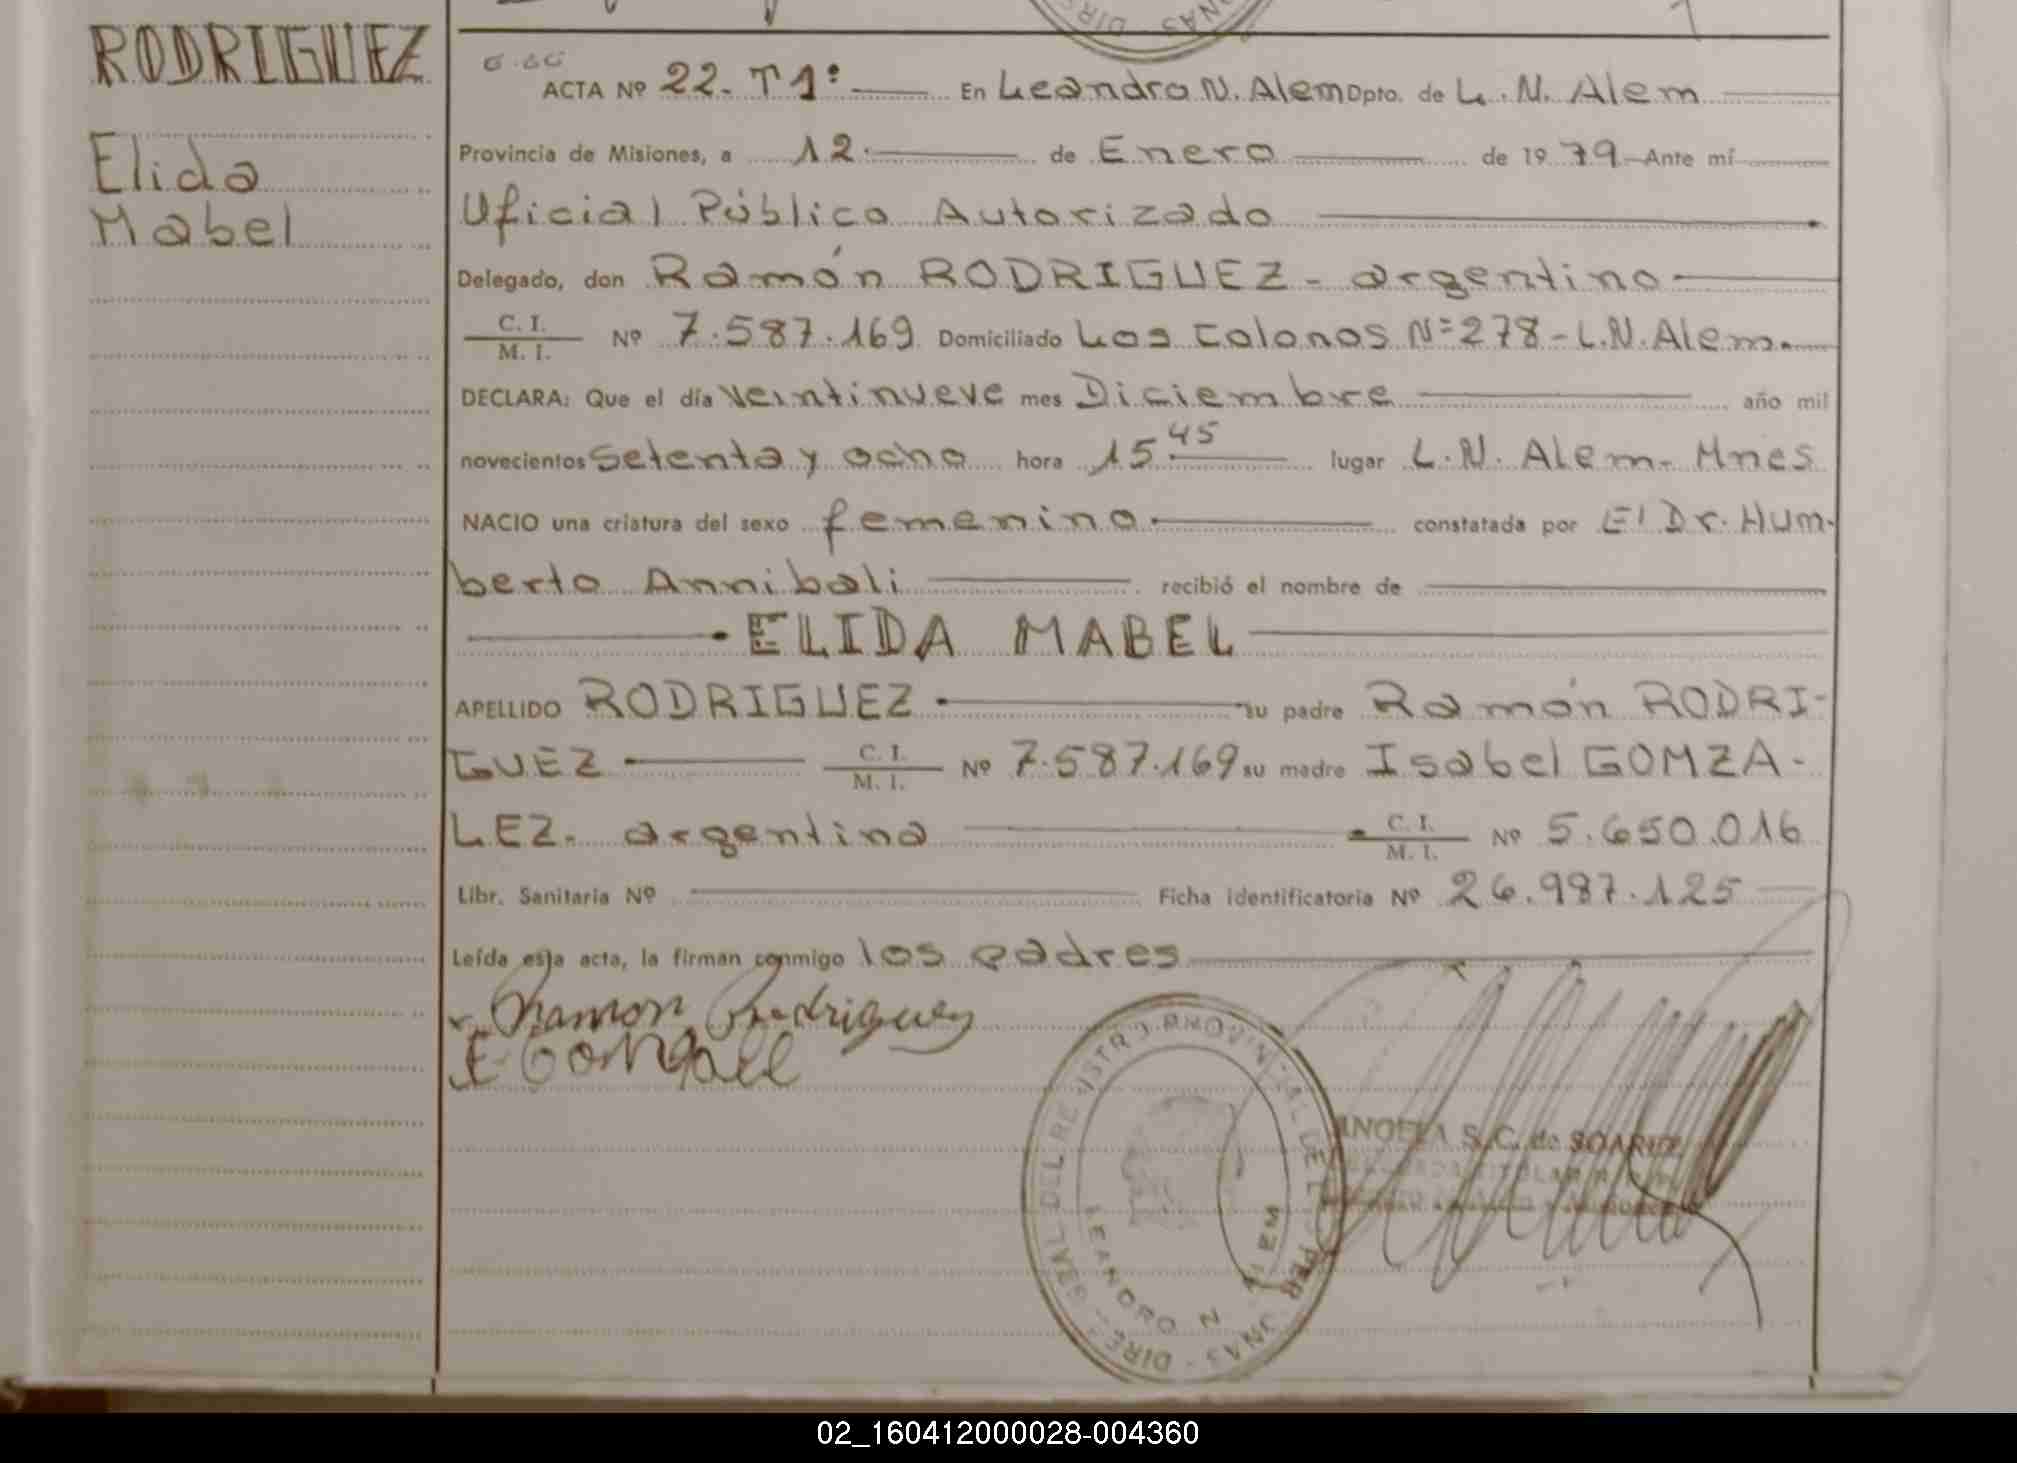 RODRIGUEZ
Elida
Mabel
ACTA Nº 22. T 1º En Leandro N. Alem Dpto. de L. N. Alem
Provincia de Misiones, a 12 de Enero de 1979 Ante mí
Oficial Público Autorizado
Delegado, don Ramón RODRIGUEZ - argentino
C. I.
M. I. Nº 7.587.169 Domiciliado Los Colonos Nº 278 - L.N. Alem.
DECLARA: Que el día veintinueve mes Diciembre año mil
novecientos setenta y ocho hora 15 45 lugar L. N. Alem - Mnes
NACIO una criatura del sexo femenino constatada por El Dr. Hum-
berto Annibali recibió el nombre de
ELIDA MABEL
APELLIDO RODRIGUEZ su padre Ramón RODRI-
GUEZ C. I. M. I. Nº 7.587.169 su madre Isabel GOMZA-
LEZ. argentina C. I. M. I. Nº 5.650.016
Libr. Sanitaria Nº Ficha identificatoria Nº 26.987.125
Leída esta acta, la firman conmigo los padres
Ramon Rodriguez
S. C. de SOAREZ
LEANDRO N. ALEM
02_160412000028-004360